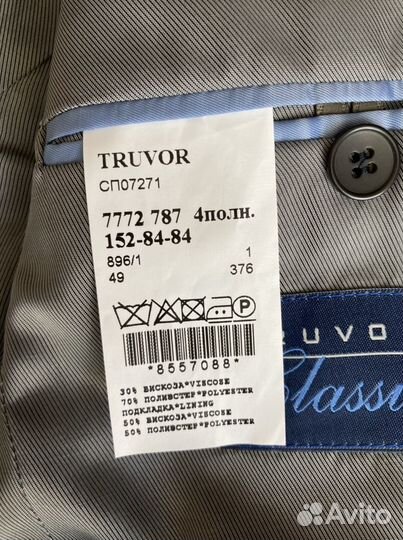 TRUVOR
СП07271
7772 787 4полн.
152-84-84
896/1 1
49 376
P
*8557088*
30% ВИСКОЗА*VISCOSE
70% ПОЛИЭСТЕР*POLYESTER
ПОДКЛАДКА*LINING
50% ВИСКОЗА*VISCOSE
50% ПОЛИЭСТЕР*POLYESTER
RUVO
Classi
Avito